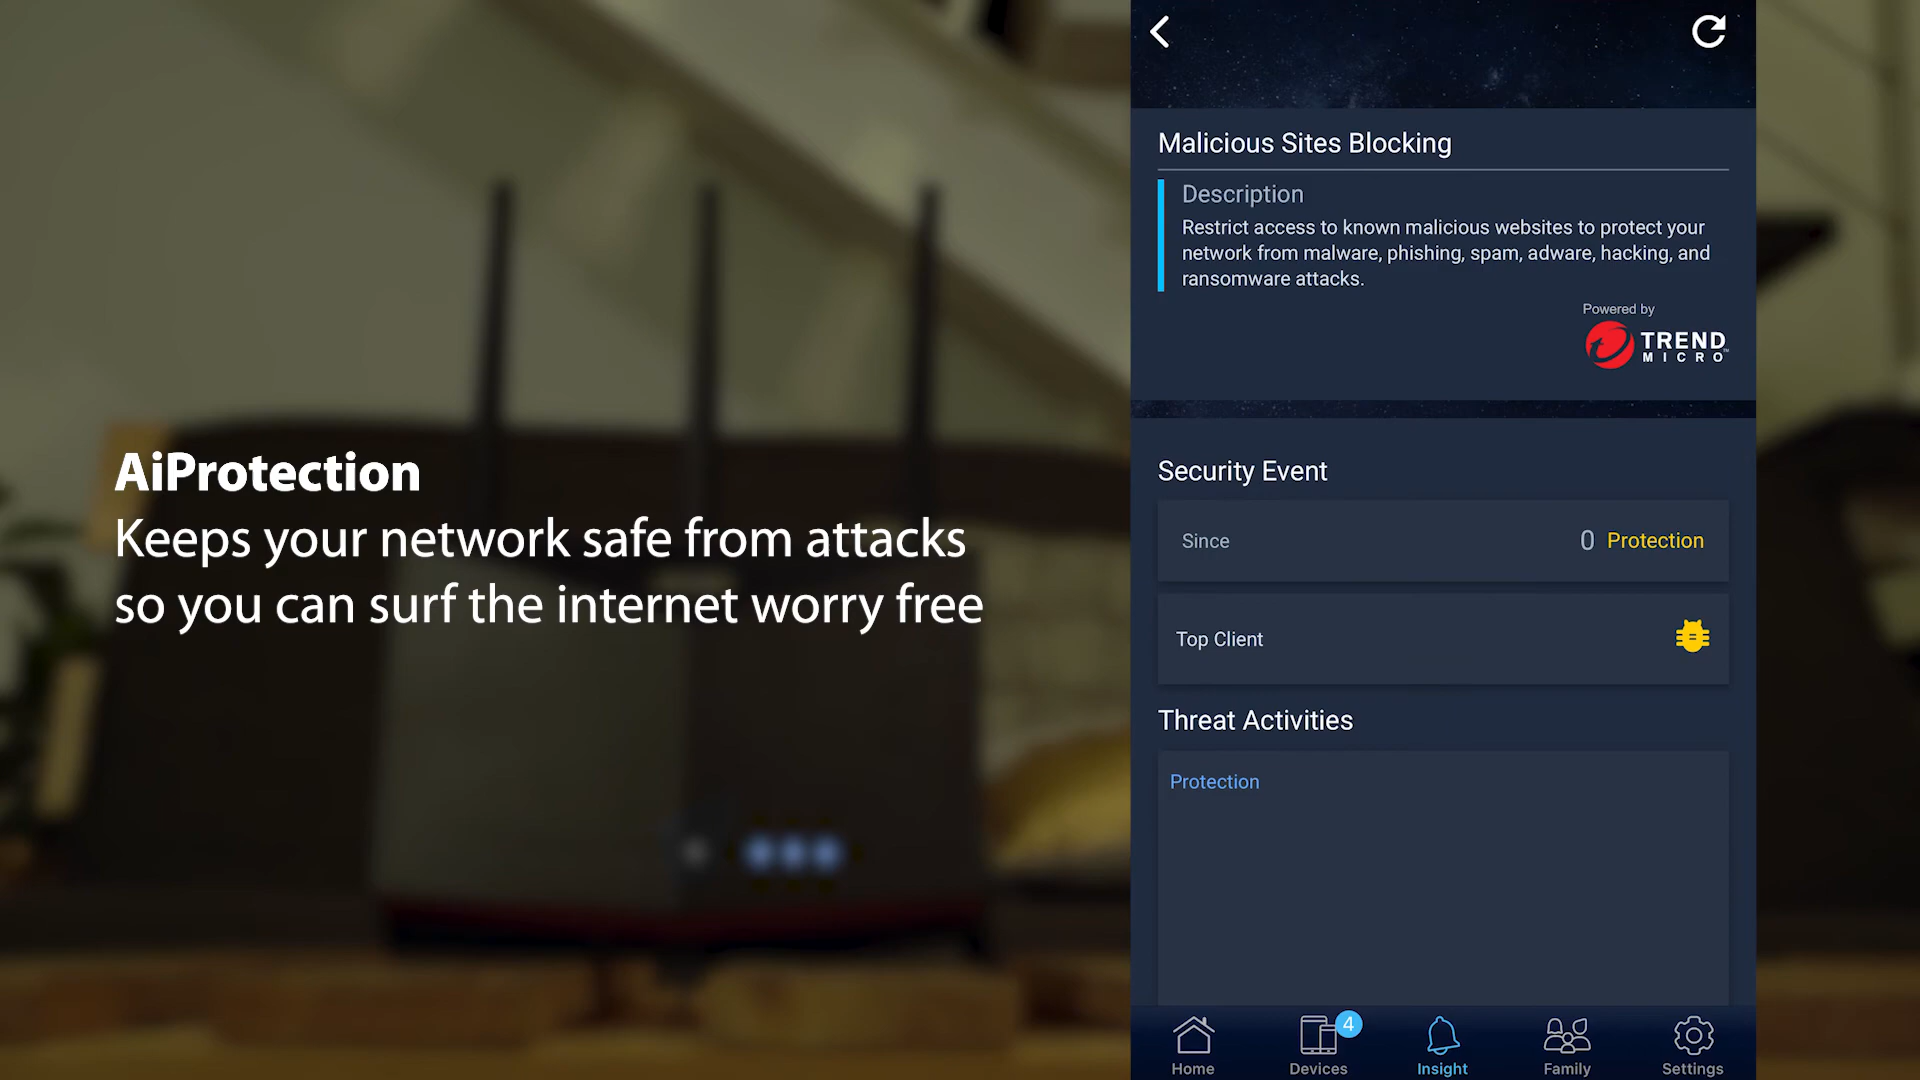 AiProtection
Keeps your network safe from attacks
so you can surf the internet worry free
Malicious Sites Blocking
Description
Restrict access to known malicious websites to protect your
network from malware, phishing, spam, adware, hacking, and
ransomware attacks.
Powered by
TREND
MICRO™
Security Event
Since 0 Protection
Top Client
Threat Activities
Protection
4
Home Devices Insight Family Settings